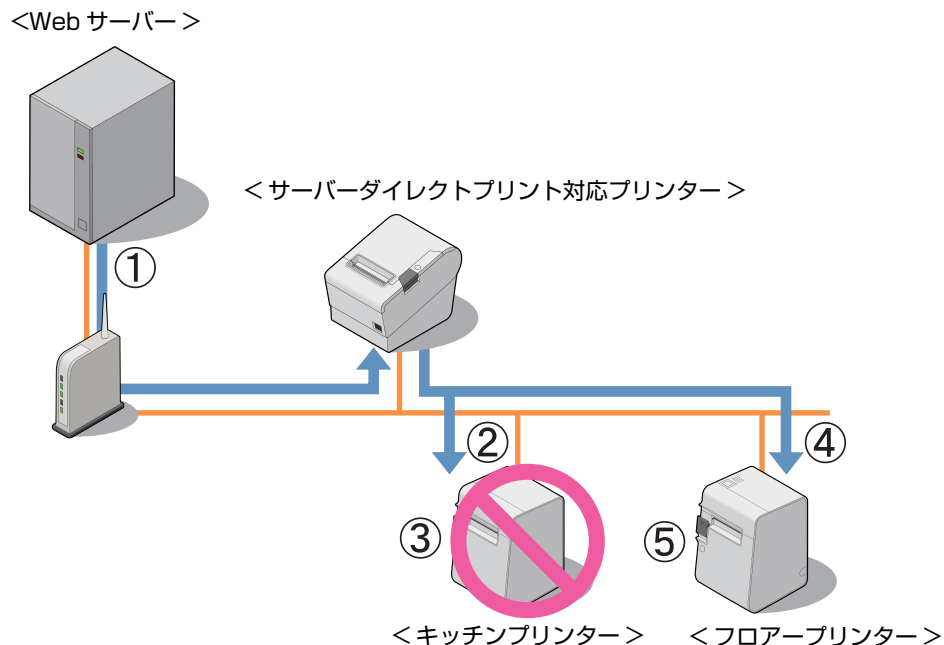 ＜Web サーバー＞
＜サーバーダイレクトプリント対応プリンター＞
①
②
④
③
⑤
＜キッチンプリンター＞
＜フロアープリンター＞